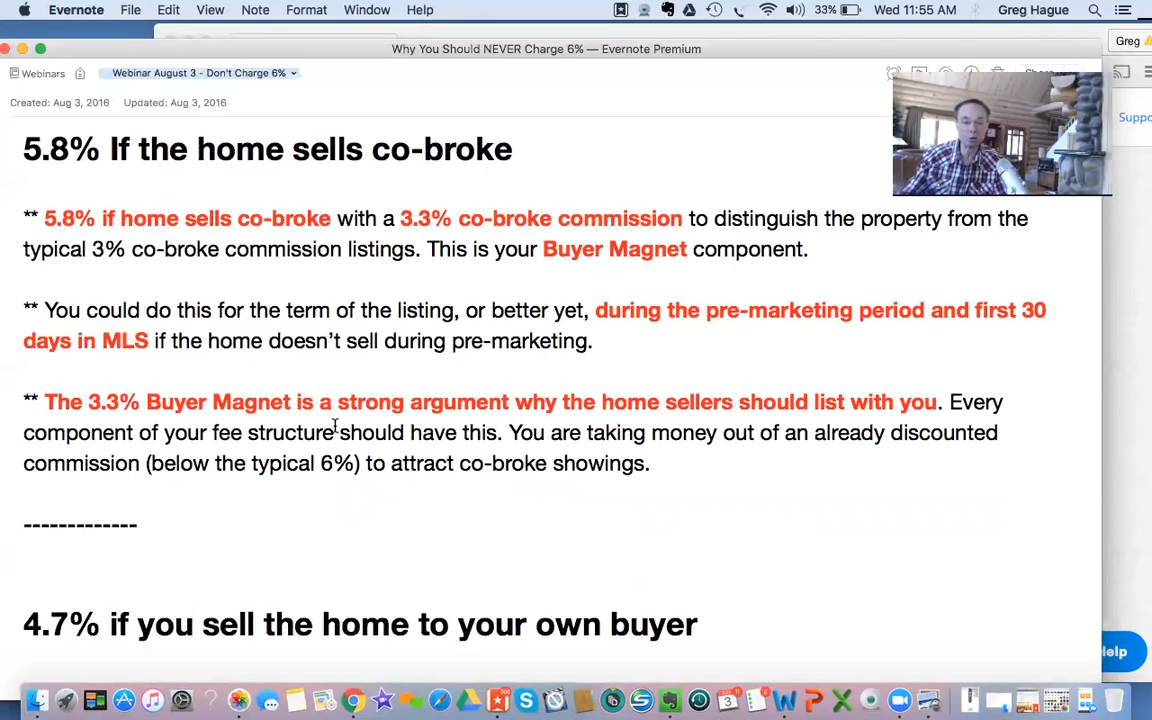 Evernote File Edit View Note Format Window Help 33% Wed 11:55 AM Greg Hague
Why You Should NEVER Charge 6% — Evernote Premium
Greg
Webinars Webinar August 3 - Don't Charge 6% Share
Created: Aug 3, 2016 Updated: Aug 3, 2016
Suppo
5.8% If the home sells co-broke
** 5.8% if home sells co-broke with a 3.3% co-broke commission to distinguish the property from the
typical 3% co-broke commission listings. This is your Buyer Magnet component.
** You could do this for the term of the listing, or better yet, during the pre-marketing period and first 30
days in MLS if the home doesn’t sell during pre-marketing.
** The 3.3% Buyer Magnet is a strong argument why the home sellers should list with you. Every
component of your fee structure should have this. You are taking money out of an already discounted
commission (below the typical 6%) to attract co-broke showings.
-------------
4.7% if you sell the home to your own buyer
Help